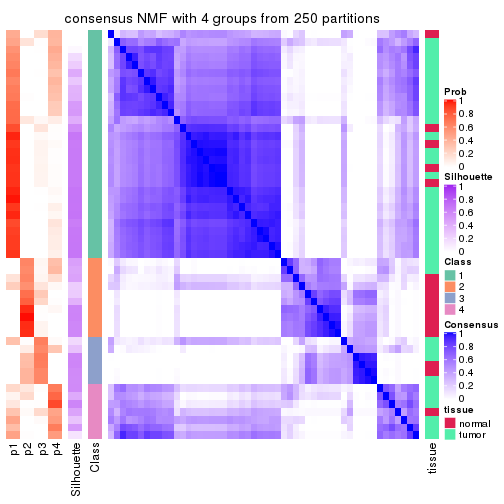 consensus NMF with 4 groups from 250 partitions
Prob
1
0.8
0.6
0.4
0.2
0
Silhouette
1
0.8
0.6
0.4
0.2
0
Class
1
2
3
4
Consensus
1
0.8
0.6
0.4
0.2
0
tissue
normal
tumor
p1
p2
p3
p4
Silhouette
Class
tissue